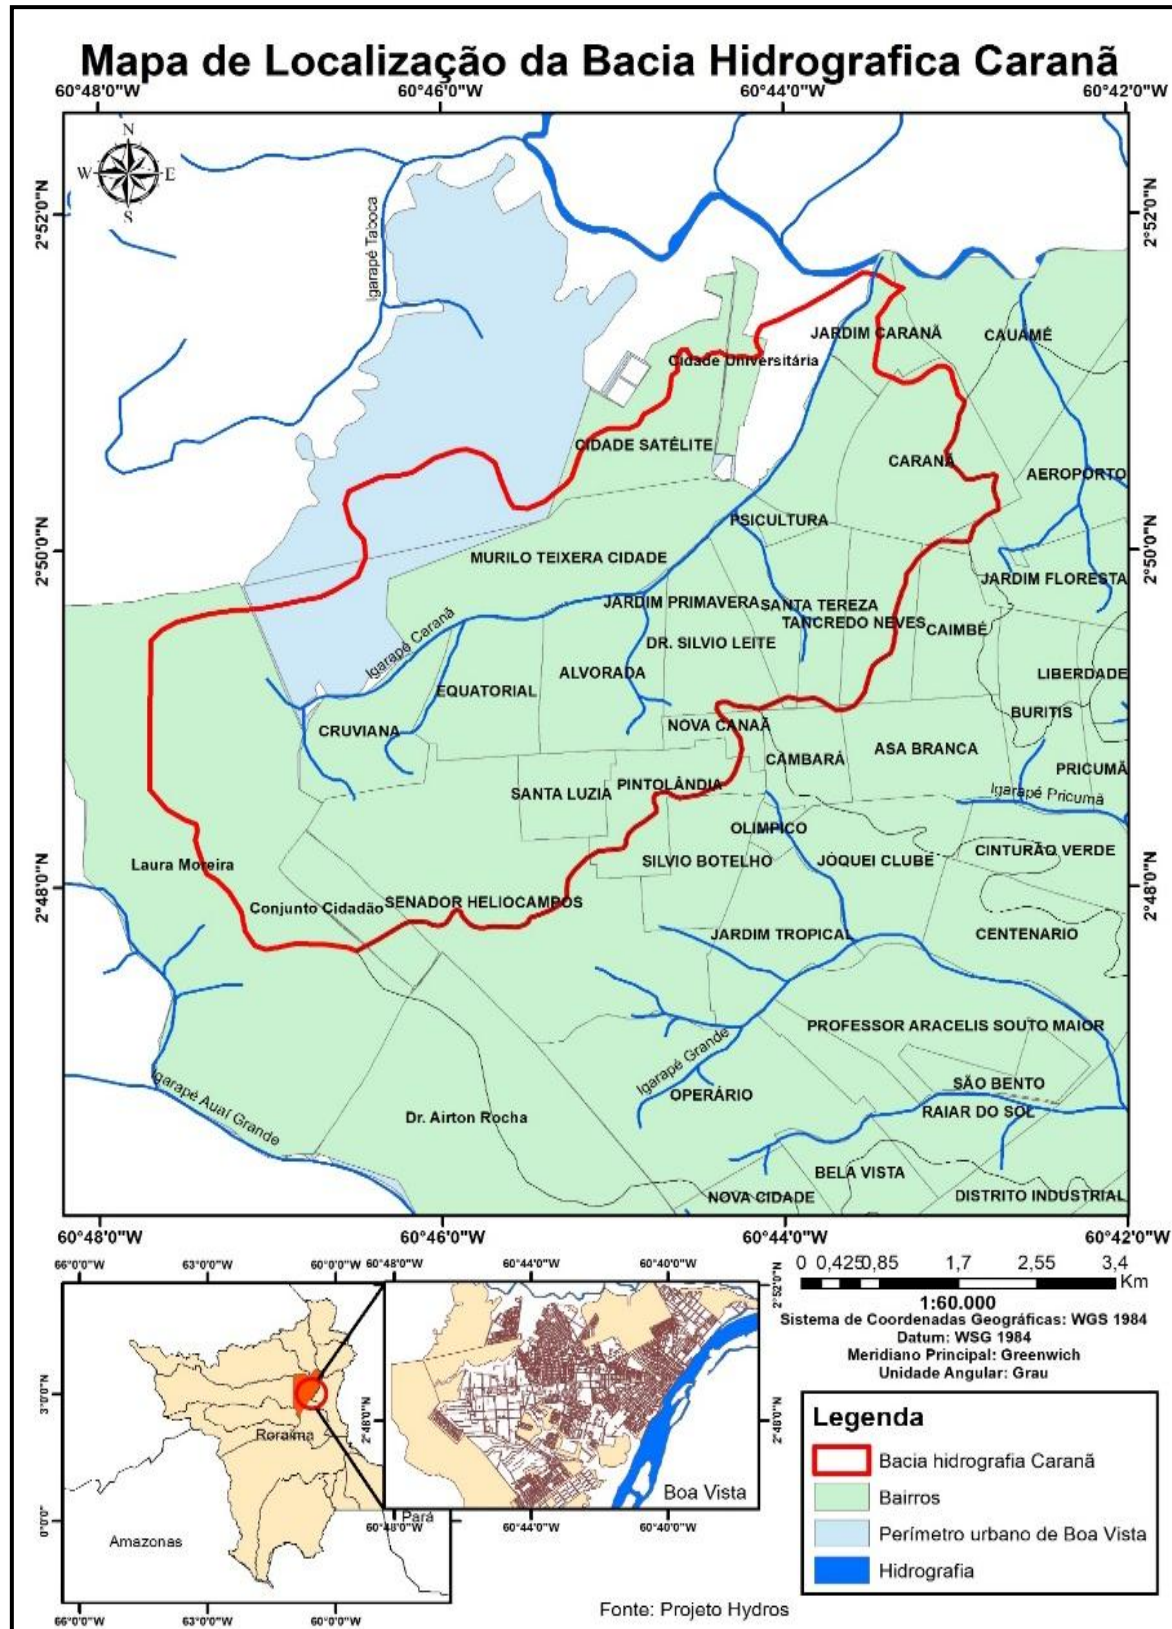 Mapa de Localização da Bacia Hidrografica Caranã
60°48'0"W 60°46'0"W 60°44'0"W 60°42'0"W
N
W E
S
2°52'0"N 2°52'0"N
Igarapé Taboca
JARDIM CARANÃ
CAUAMÉ
Cidade Universitária
CIDADE SATÉLITE
CARANÃ
AEROPORTO
PSICULTURA
2°50'0"N 2°50'0"N
MURILO TEIXERA CIDADE
JARDIM FLORESTA
JARDIM PRIMAVERA
SANTA TEREZA
TANCREDO NEVES
CAIMBÉ
Igarapé Caranã
DR. SILVIO LEITE
ALVORADA
LIBERDADE
EQUATORIAL
BURITIS
CRUVIANA
NOVA CANAÃ
ASA BRANCA
CAMBARÁ
PRICUMÃ
PINTOLÂNDIA
SANTA LUZIA
Igarapé Pricumã
OLIMPICO
CINTURÃO VERDE
Laura Moreira
SILVIO BOTELHO
JÓQUEI CLUBE
2°48'0"N 2°48'0"N
Conjunto Cidadão
SENADOR HELIOCAMPOS
JARDIM TROPICAL
CENTENARIO
PROFESSOR ARACELIS SOUTO MAIOR
Igarapé Grande
SÃO BENTO
Igarapé Auaí Grande
OPERÁRIO
RAIAR DO SOL
Dr. Airton Rocha
BELA VISTA
NOVA CIDADE
DISTRITO INDUSTRIAL
60°48'0"W 60°46'0"W 60°44'0"W 60°42'0"W
66°0'0"W 63°0'0"W 60°0'0"W
3°0'0"N
0°0'0"
Roraima
Amazonas
Pará
66°0'0"W 63°0'0"W 60°0'0"W
60°48'0"W 60°44'0"W 60°40'0"W
2°52'0"N
2°48'0"N 2°48'0"N
Boa Vista
60°48'0"W 60°44'0"W 60°40'0"W
0 0,425 0,85 1,7 2,55 3,4
Km
1:60.000
Sistema de Coordenadas Geográficas: WGS 1984
Datum: WSG 1984
Meridiano Principal: Greenwich
Unidade Angular: Grau
Legenda
Bacia hidrografia Caranã
Bairros
Perímetro urbano de Boa Vista
Hidrografia
Fonte: Projeto Hydros